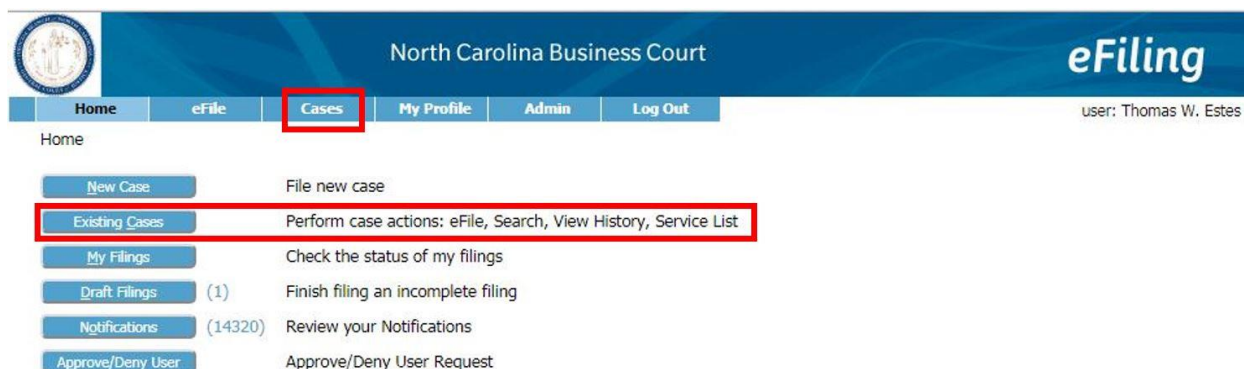 North Carolina Business Court
eFiling
Home eFile Cases My Profile Admin Log Out
user: Thomas W. Estes
Home
New Case File new case
Existing Cases Perform case actions: eFile, Search, View History, Service List
My Filings Check the status of my filings
Draft Filings (1) Finish filing an incomplete filing
Notifications (14320) Review your Notifications
Approve/Deny User Approve/Deny User Request